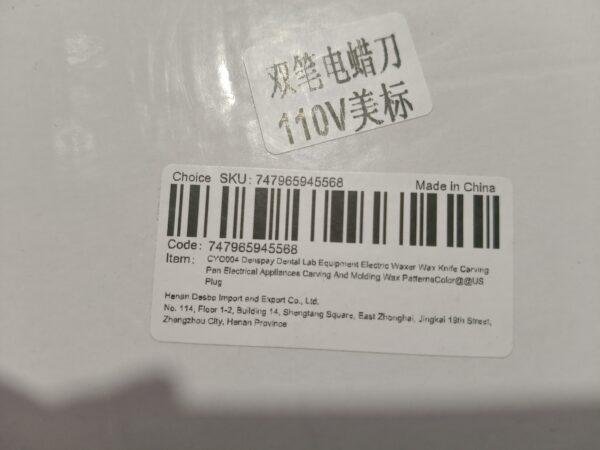 双笔电蜡刀
110V美标
Choice SKU: 747965945568 Made in China
Code: 747965945568
Item: CYC004 Denspay Dental Lab Equipment Electric Waxer Wax Knife Carving
Pen Electrical Appliances Carving And Molding Wax PatternsColor@@US
Plug
Henan Desbo Import and Export Co., Ltd.
No. 114, Floor 1-2, Building 14, Shengtang Square, East Zhonghai, Jingkai 19th Street,
Zhengzhou City, Henan Province